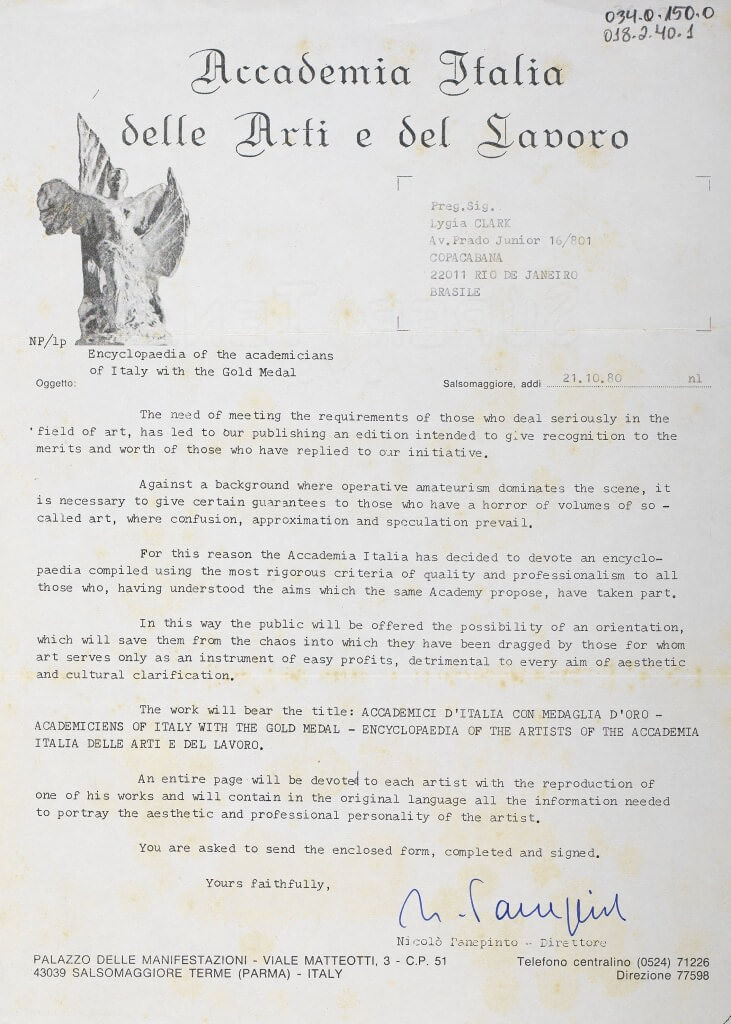 034.0.150.0
018.2.40.1
Accademia Italia
delle Arti e del Lavoro
Preg.Sig.
Lygia CLARK
Av.Prado Junior 16/801
COPACABANA
22011 RIO DE JANEIRO
BRASILE
NP/lp
Encyclopaedia of the academicians
of Italy with the Gold Medal
Oggetto:
Salsomaggiore, addì 21.10.80 nl
The need of meeting the requirements of those who deal seriously in the
field of art, has led to our publishing an edition intended to give recognition to the
merits and worth of those who have replied to our initiative.
Against a background where operative amateurism dominates the scene, it
is necessary to give certain guarantees to those who have a horror of volumes of so -
called art, where confusion, approximation and speculation prevail.
For this reason the Accademia Italia has decided to devote an encyclo-
paedia compiled using the most rigorous criteria of quality and professionalism to all
those who, having understood the aims which the same Academy propose, have taken part.
In this way the public will be offered the possibility of an orientation,
which will save them from the chaos into which they have been dragged by those for whom
art serves only as an instrument of easy profits, detrimental to every aim of aesthetic
and cultural clarification.
The work will bear the title: ACCADEMICI D'ITALIA CON MEDAGLIA D'ORO -
ACADEMICIENS OF ITALY WITH THE GOLD MEDAL - ENCYCLOPAEDIA OF THE ARTISTS OF THE ACCADEMIA
ITALIA DELLE ARTI E DEL LAVORO.
An entire page will be devoted to each artist with the reproduction of
one of his works and will contain in the original language all the information needed
to portray the aesthetic and professional personality of the artist.
You are asked to send the enclosed form, completed and signed.
Yours faithfully,
N. Panepinto
Nicolò Panepinto - Direttore
PALAZZO DELLE MANIFESTAZIONI - VIALE MATTEOTTI, 3 - C.P. 51
43039 SALSOMAGGIORE TERME (PARMA) - ITALY
Telefono centralino (0524) 71226
Direzione 77598